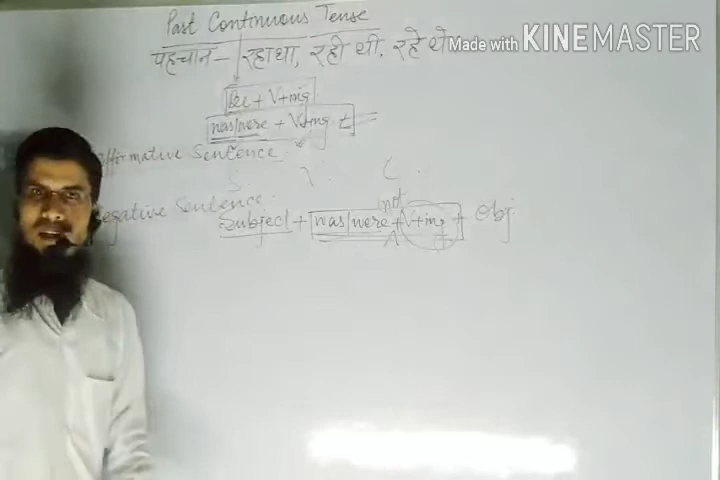 Past Continuous Tense
पहचान - रहा था, रही थी, रहे थे
Made with KINEMASTER
Be + V+ing
was/were + V+ing
affirmative Sentence
Negative Sentence
not
Subject + was/were + V+ing + Obj